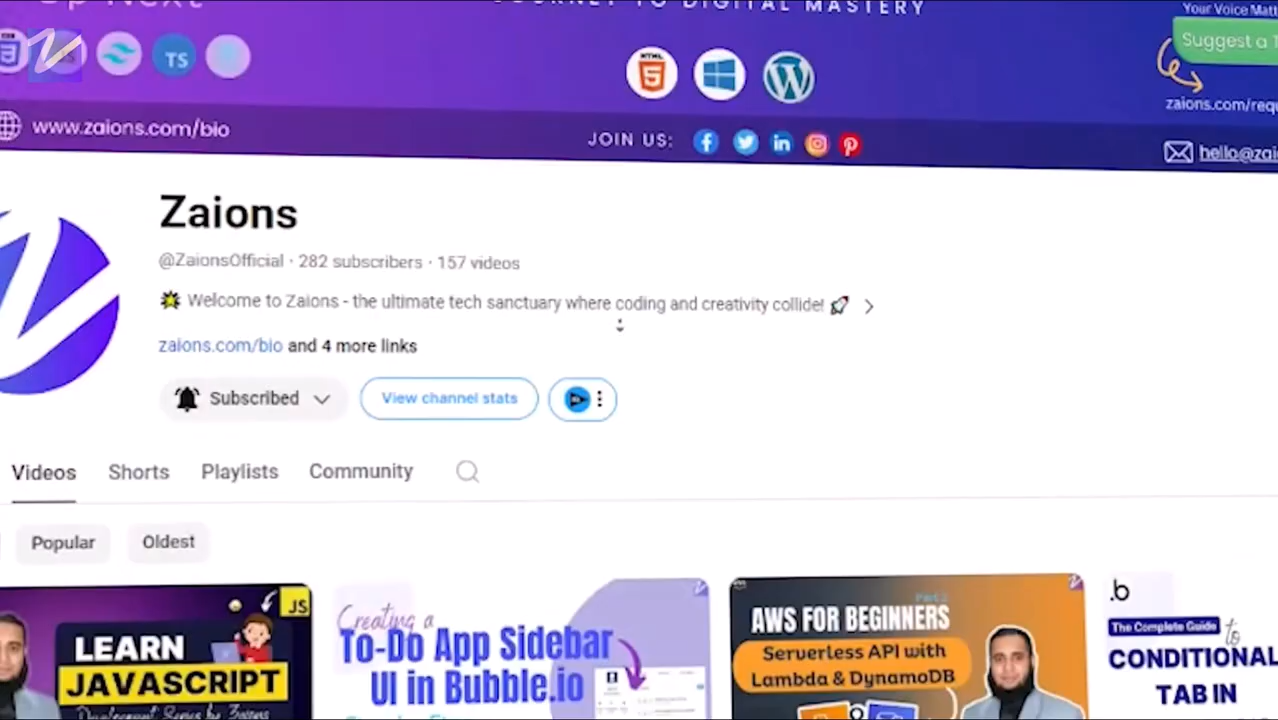 JOURNEY TO DIGITAL MASTERY
Your Voice Matt
Suggest a T
TS
zaions.com/requ
www.zaions.com/bio
JOIN US:
hello@zai
Zaions
@ZaionsOfficial · 282 subscribers · 157 videos
Welcome to Zaions - the ultimate tech sanctuary where coding and creativity collide!
zaions.com/bio and 4 more links
Subscribed
View channel stats
Videos Shorts Playlists Community
Popular Oldest
JS
LEARN
JAVASCRIPT
Creating a
To-Do App Sidebar
UI in Bubble.io
AWS FOR BEGINNERS
Serverless API with
Lambda & DynamoDB
.b
The Complete Guide to
CONDITIONAL
TAB IN